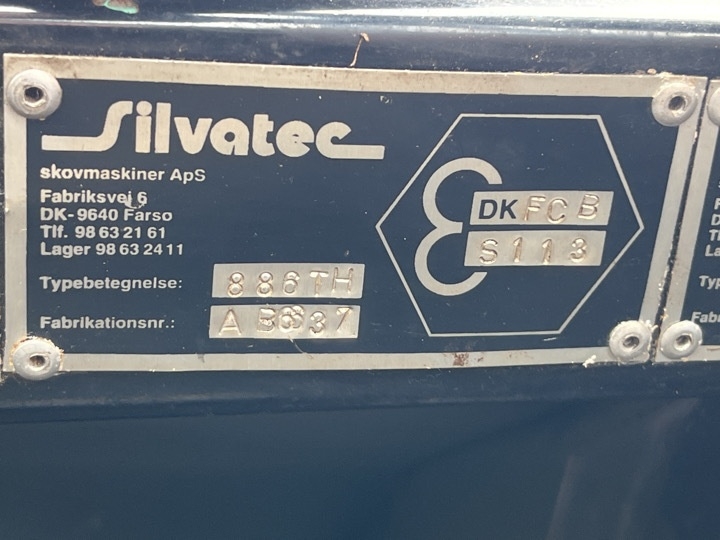 Silvatec
skovmaskiner ApS
Fabriksvej 6
DK-9640 Farsø
Tlf. 98 63 21 61
Lager 98 63 24 11
Typebetegnelse: 886TH
Fabrikationsnr.:
DK FCB
S113